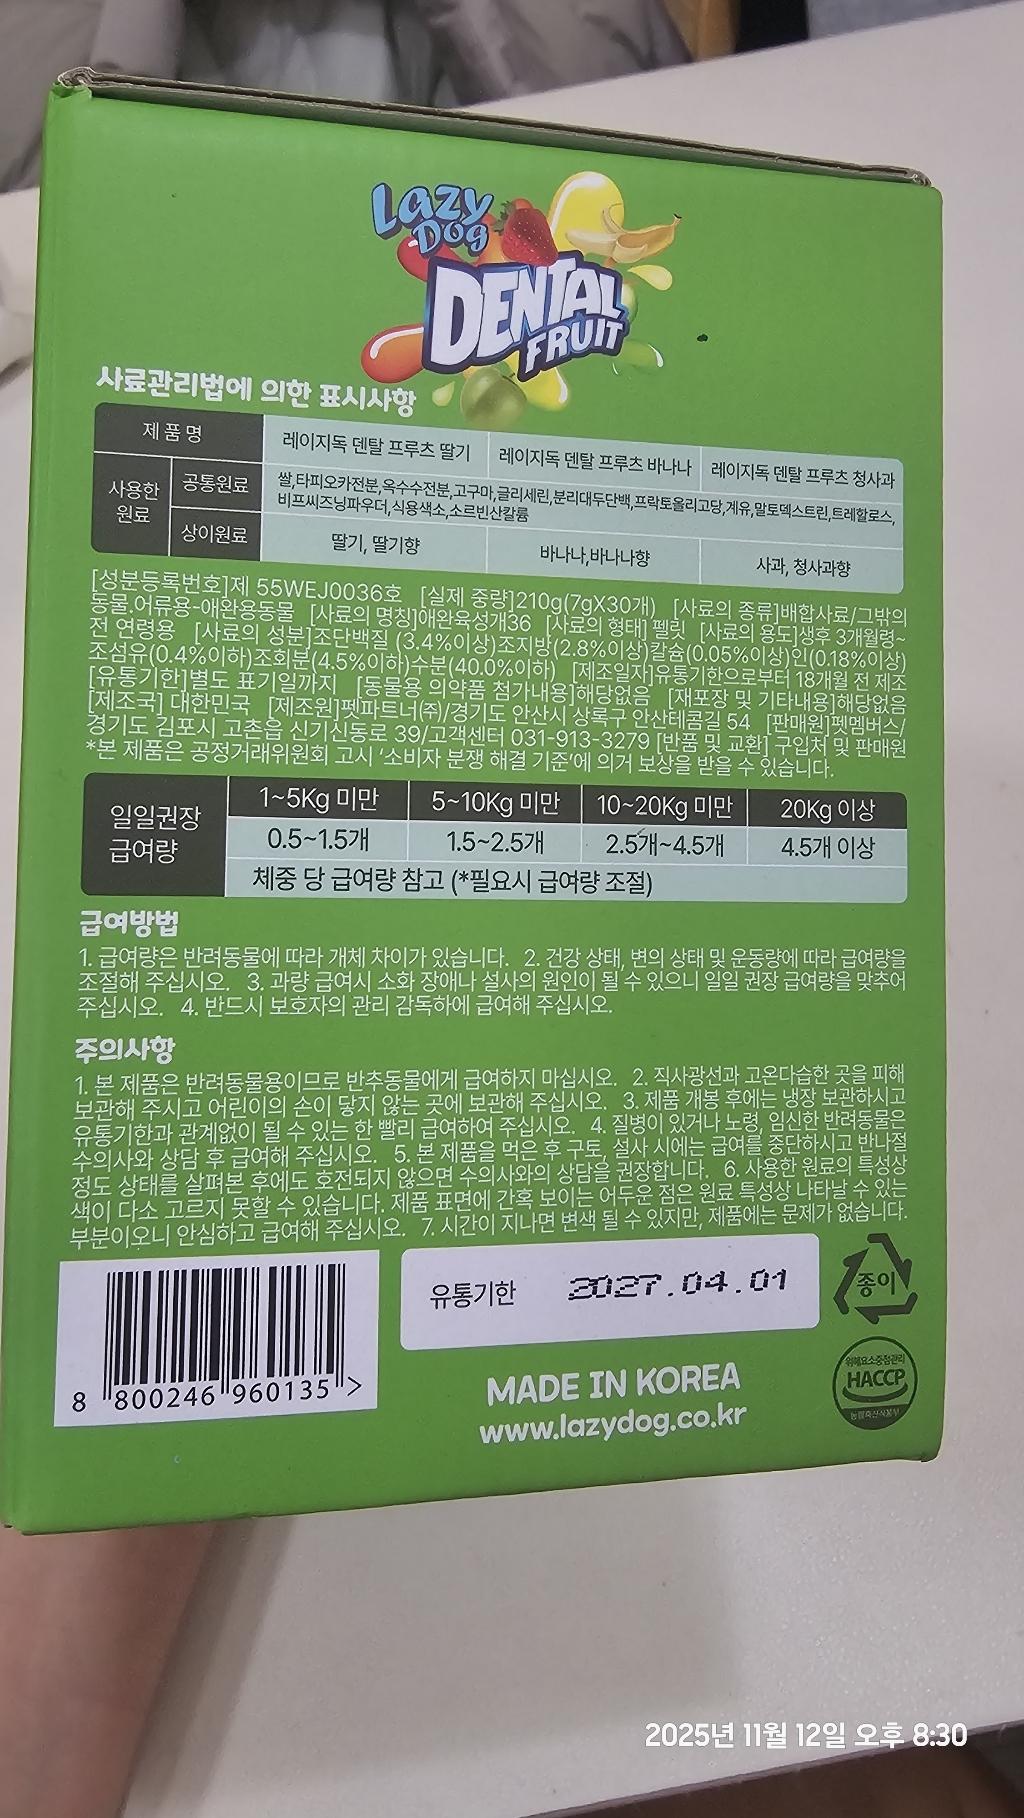 Lazy
Dog
DENTAL
FRUIT
사료관리법에 의한 표시사항
제 품 명
레이지독 덴탈 프루츠 딸기
레이지독 덴탈 프루츠 바나나
레이지독 덴탈 프루츠 청사과
사용한
원료
공통원료
쌀,타피오카전분,옥수수전분,고구마,글리세린,분리대두단백,프락토올리고당,계유,말토덱스트린,트레할로스,
비프씨즈닝파우더,식용색소,소르빈산칼륨
상이원료
딸기, 딸기향
바나나,바나나향
사과, 청사과향
[성분등록번호]제 55WEJ0036호 [실제 중량]210g(7gX30개) [사료의 종류]배합사료/그밖의
동물.어류용-애완용동물 [사료의 명칭]애완육성개36 [사료의 형태] 펠릿 [사료의 용도]생후 3개월령~
전 연령용 [사료의 성분]조단백질 (3.4%이상)조지방(2.8%이상)칼슘(0.05%이상)인(0.18%이상)
조섬유(0.4%이하)조회분(4.5%이하)수분(40.0%이하) [제조일자]유통기한으로부터 18개월 전 제조
[유통기한]별도 표기일까지 [동물용 의약품 첨가내용]해당없음 [재포장 및 기타내용]해당없음
[제조국] 대한민국 [제조원]펫파트너(주)/경기도 안산시 상록구 안산테콤길 54 [판매원]펫멤버스/
경기도 김포시 고촌읍 신기신동로 39/고객센터 031-913-3279 [반품 및 교환] 구입처 및 판매원
*본 제품은 공정거래위원회 고시 '소비자 분쟁 해결 기준'에 의거 보상을 받을 수 있습니다.
일일권장
급여량
1~5Kg 미만
5~10Kg 미만
10~20Kg 미만
20Kg 이상
0.5~1.5개
1.5~2.5개
2.5개~4.5개
4.5개 이상
체중 당 급여량 참고 (*필요시 급여량 조절)
급여방법
1. 급여량은 반려동물에 따라 개체 차이가 있습니다. 2. 건강 상태, 변의 상태 및 운동량에 따라 급여량을
조절해 주십시오. 3. 과량 급여시 소화 장애나 설사의 원인이 될 수 있으니 일일 권장 급여량을 맞추어
주십시오. 4. 반드시 보호자의 관리 감독하에 급여해 주십시오.
주의사항
1. 본 제품은 반려동물용이므로 반추동물에게 급여하지 마십시오. 2. 직사광선과 고온다습한 곳을 피해
보관해 주시고 어린이의 손이 닿지 않는 곳에 보관해 주십시오. 3. 제품 개봉 후에는 냉장 보관하시고
유통기한과 관계없이 될 수 있는 한 빨리 급여하여 주십시오. 4. 질병이 있거나 노령, 임신한 반려동물은
수의사와 상담 후 급여해 주십시오. 5. 본 제품을 먹은 후 구토, 설사 시에는 급여를 중단하시고 반나절
정도 상태를 살펴본 후에도 호전되지 않으면 수의사와의 상담을 권장합니다. 6. 사용한 원료의 특성상
색이 다소 고르지 못할 수 있습니다. 제품 표면에 간혹 보이는 어두운 점은 원료 특성상 나타날 수 있는
부분이오니 안심하고 급여해 주십시오. 7. 시간이 지나면 변색 될 수 있지만, 제품에는 문제가 없습니다.
8 800246 960135 >
유통기한 2027.04.01
종이
MADE IN KOREA
www.lazydog.co.kr
위해요소중점관리
HACCP
농림축산식품부
2025년 11월 12일 오후 8:30